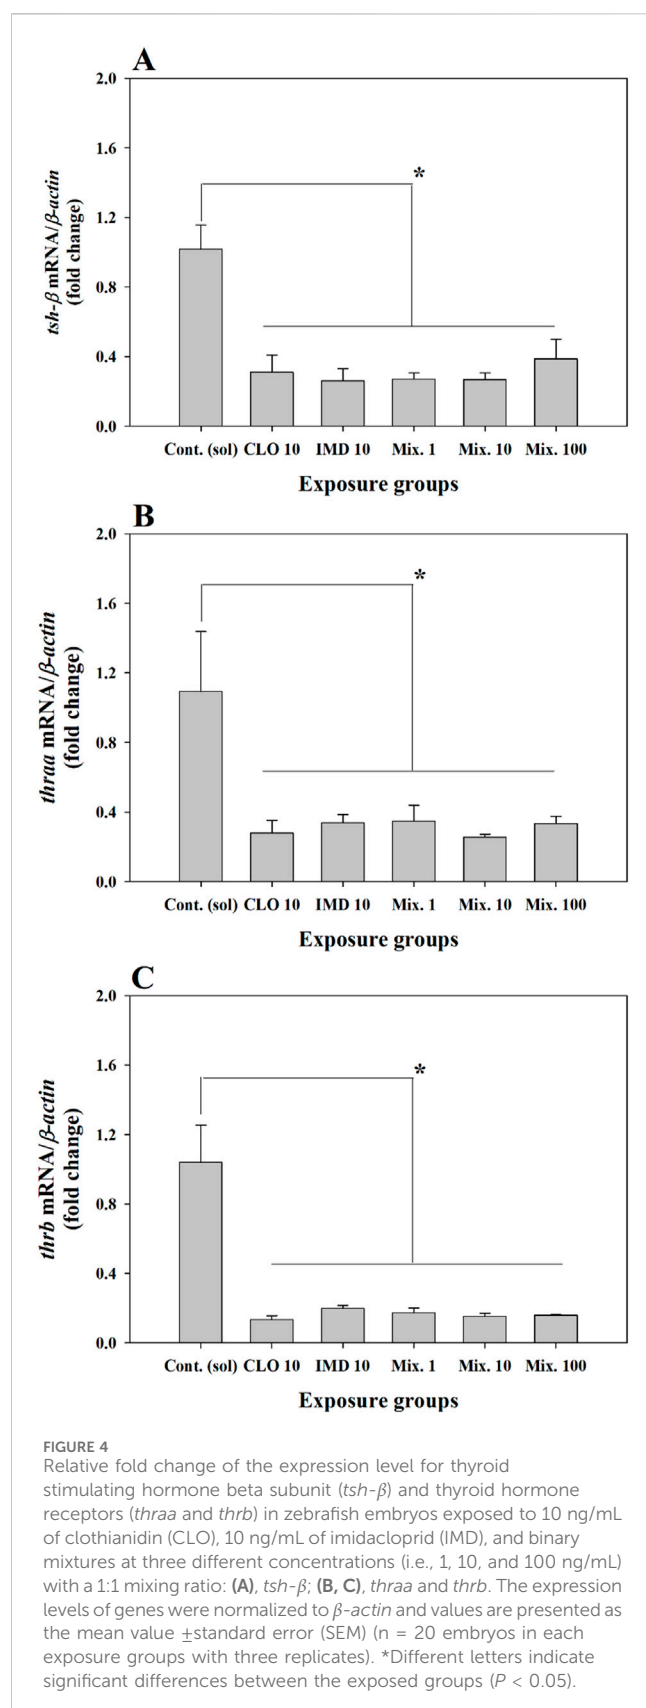 A
2.0
1.6
1.2
0.8
0.4
0.0
tsh-β mRNA/β-actin
(fold change)
*
Cont. (sol) CLO 10 IMD 10 Mix. 1 Mix. 10 Mix. 100
Exposure groups
B
2.0
1.6
1.2
0.8
0.4
0.0
thraa mRNA/β-actin
(fold change)
*
Cont. (sol) CLO 10 IMD 10 Mix. 1 Mix. 10 Mix. 100
Exposure groups
C
2.0
1.6
1.2
0.8
0.4
0.0
thrb mRNA/β-actin
(fold change)
*
Cont. (sol) CLO 10 IMD 10 Mix. 1 Mix. 10 Mix. 100
Exposure groups
FIGURE 4
Relative fold change of the expression level for thyroid
stimulating hormone beta subunit (tsh-β) and thyroid hormone
receptors (thraa and thrb) in zebrafish embryos exposed to 10 ng/mL
of clothianidin (CLO), 10 ng/mL of imidacloprid (IMD), and binary
mixtures at three different concentrations (i.e., 1, 10, and 100 ng/mL)
with a 1:1 mixing ratio: (A), tsh-β; (B, C), thraa and thrb. The expression
levels of genes were normalized to β-actin and values are presented as
the mean value ±standard error (SEM) (n = 20 embryos in each
exposure groups with three replicates). *Different letters indicate
significant differences between the exposed groups (P < 0.05).